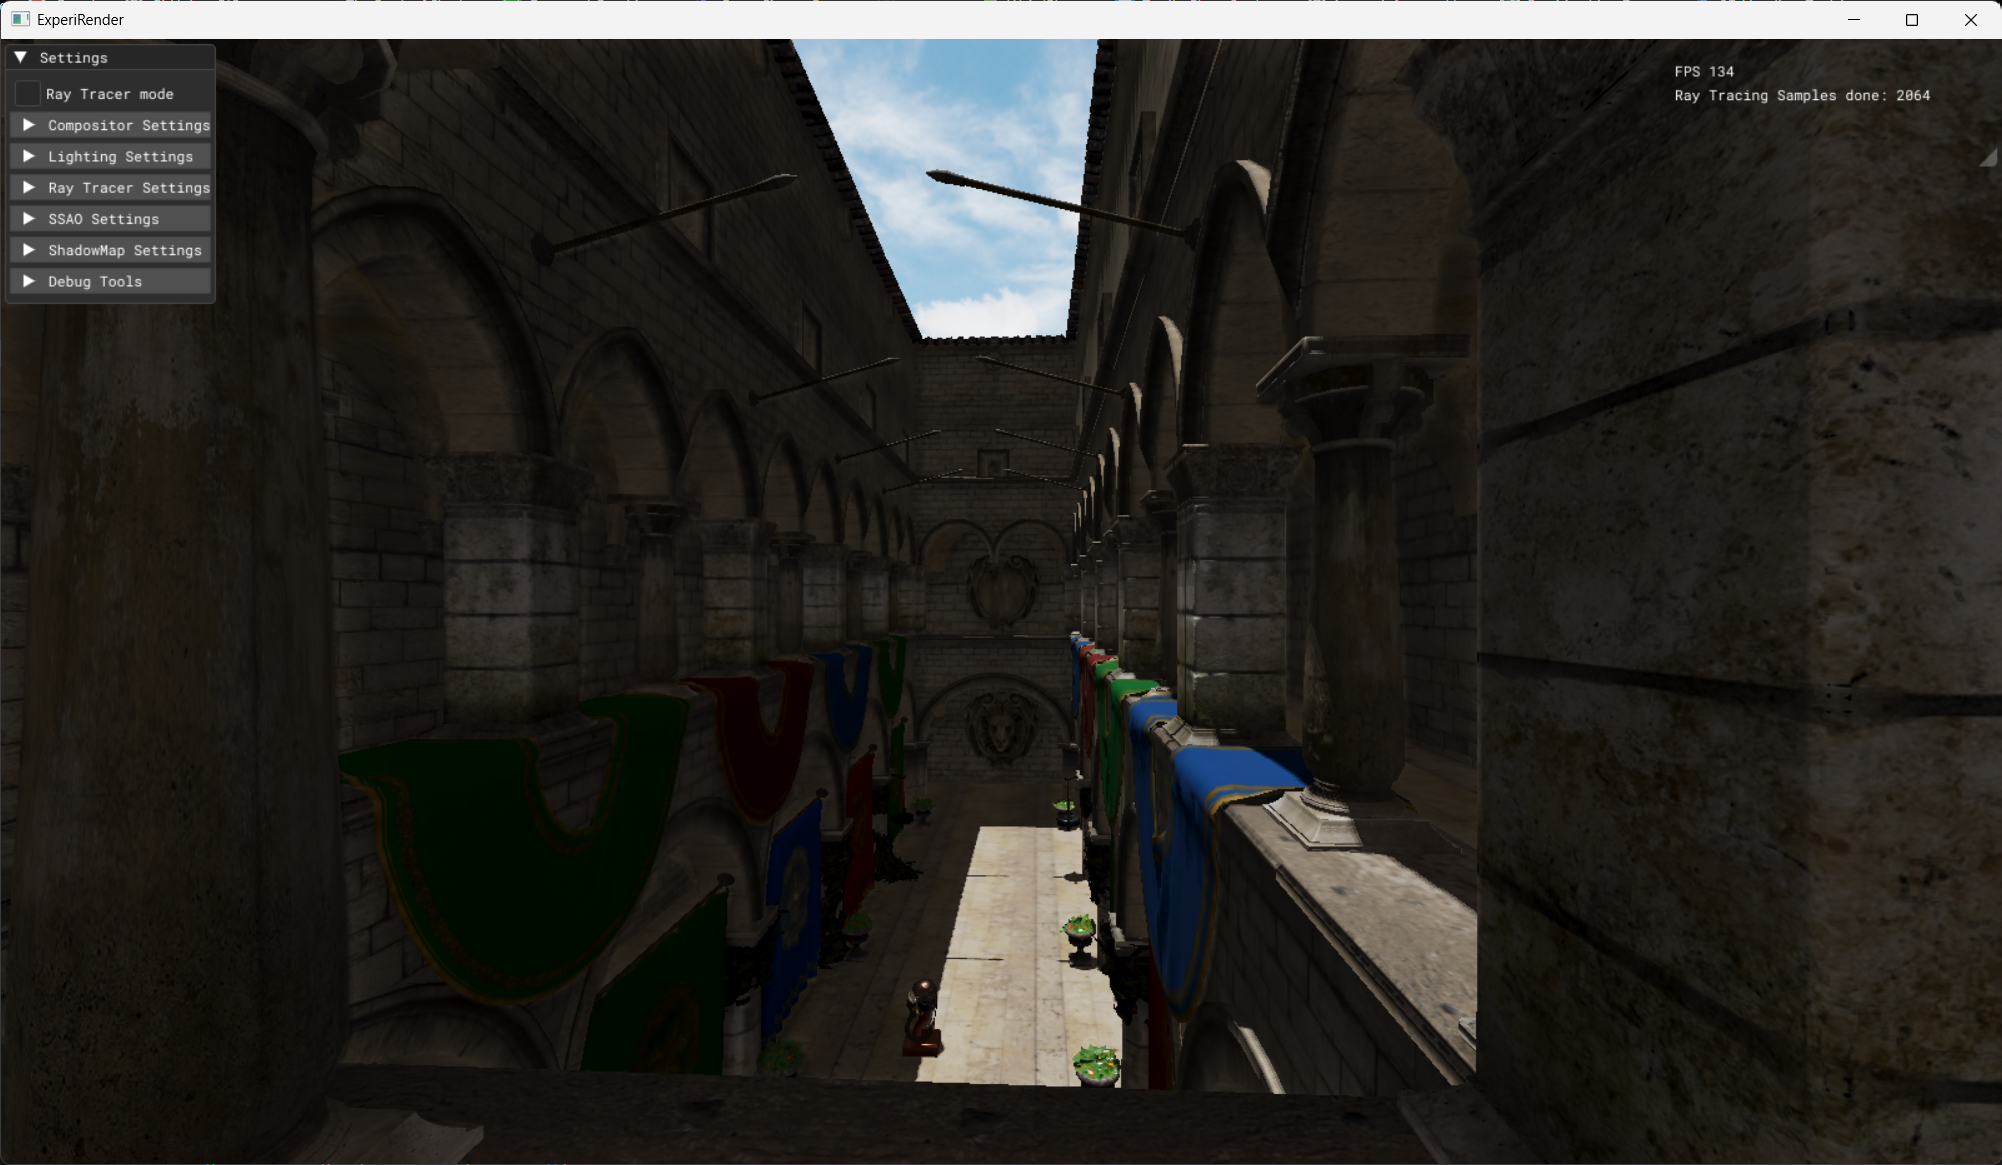 ExperiRender
Settings
Ray Tracer mode
Compositor Settings
Lighting Settings
Ray Tracer Settings
SSAO Settings
ShadowMap Settings
Debug Tools
FPS 134
Ray Tracing Samples done: 2064